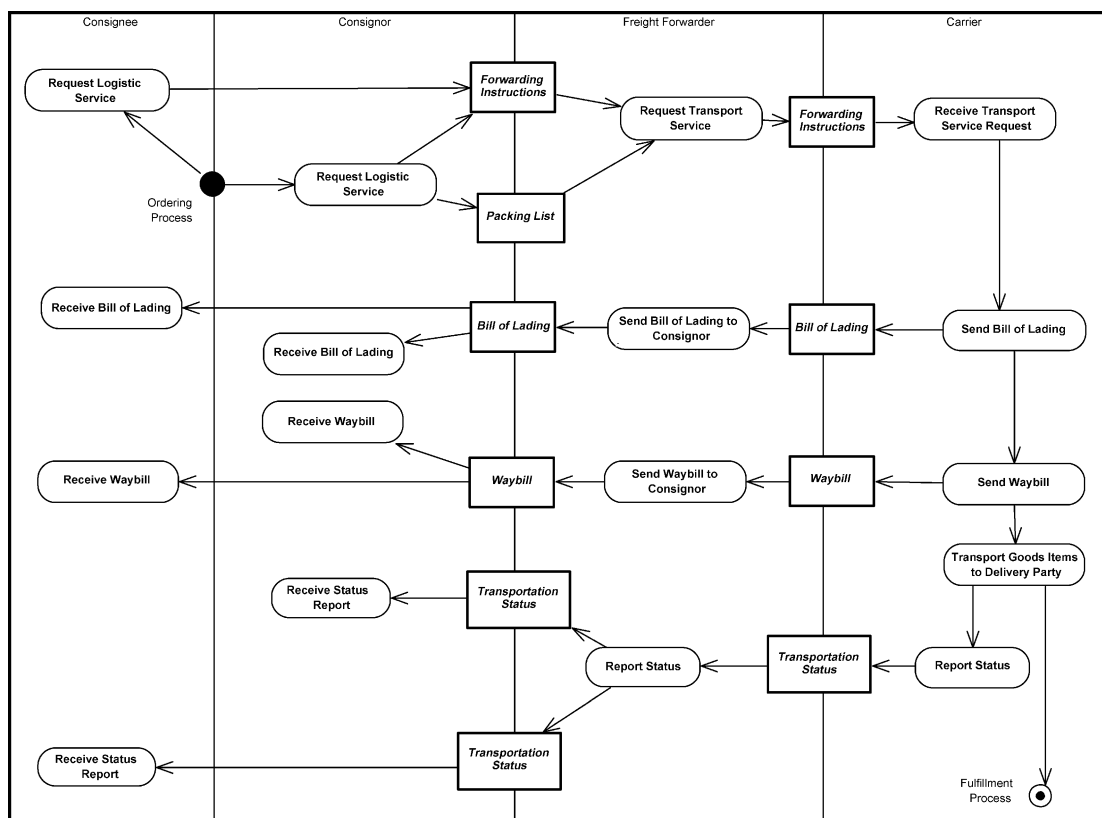 Consignee
Consignor
Freight Forwarder
Carrier
Request Logistic
Service
Forwarding
Instructions
Request Transport
Service
Forwarding
Instructions
Receive Transport
Service Request
Request Logistic
Service
Ordering
Process
Packing List
Receive Bill of Lading
Bill of Lading
Send Bill of Lading to
Consignor
Bill of Lading
Send Bill of Lading
Receive Bill of Lading
Receive Waybill
Receive Waybill
Waybill
Send Waybill to
Consignor
Waybill
Send Waybill
Transport Goods Items
to Delivery Party
Receive Status
Report
Transportation
Status
Report Status
Transportation
Status
Report Status
Receive Status
Report
Transportation
Status
Fulfillment
Process